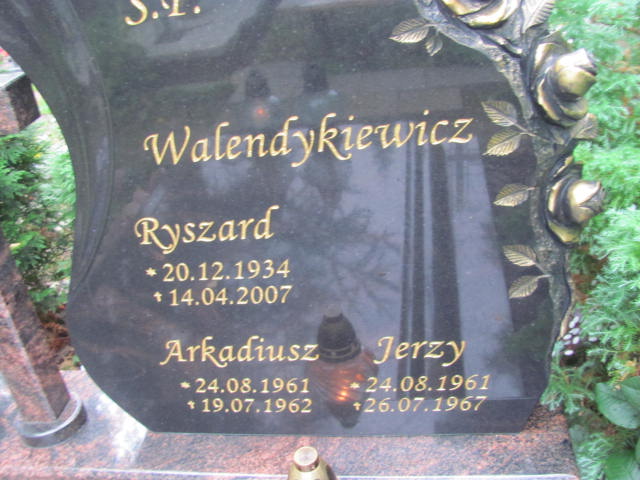 Ś.P.
Walendykiewicz
Ryszard
* 20.12.1934
✝ 14.04.2007
Arkadiusz Jerzy
* 24.08.1961 * 24.08.1961
✝ 19.07.1962 ✝ 26.07.1967